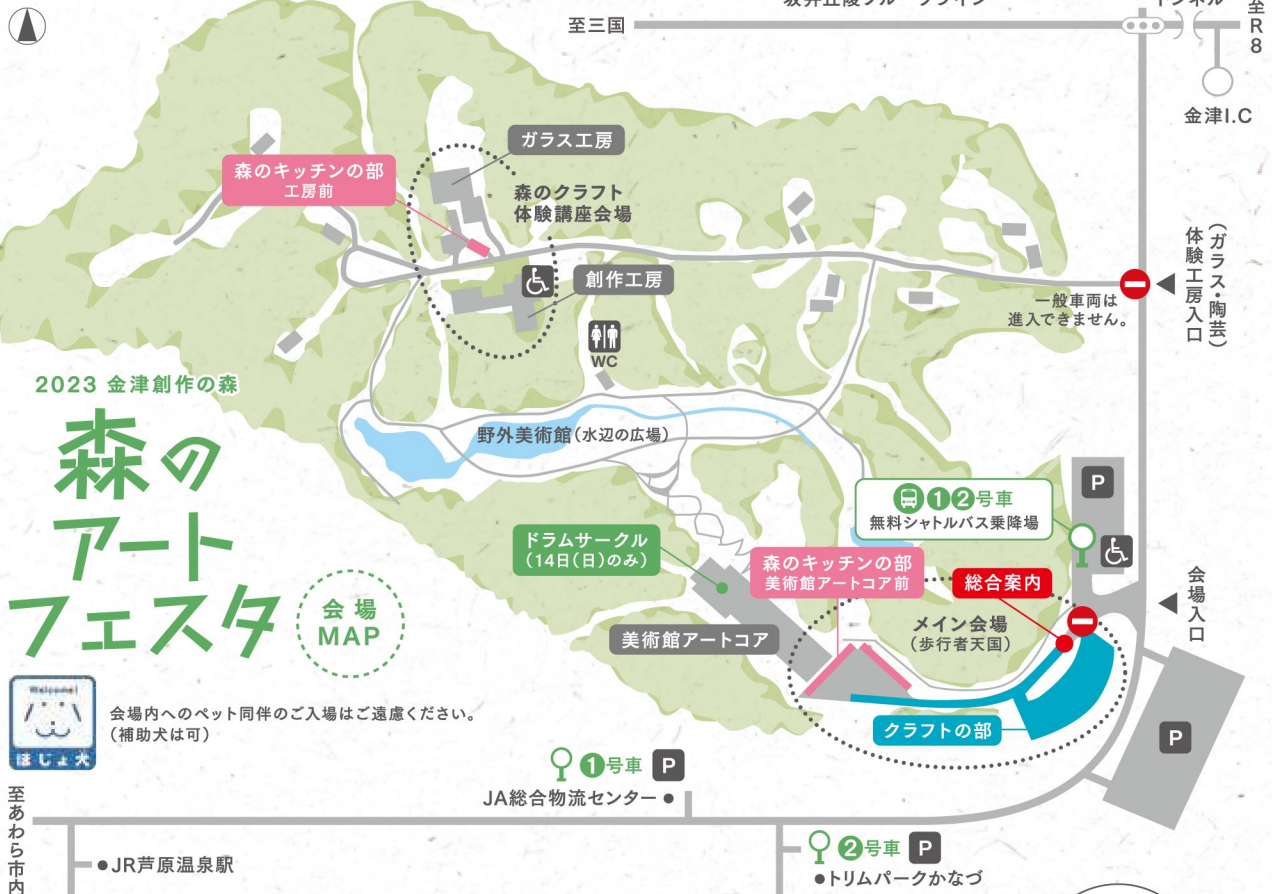 至三国
トンネル
至R8
金津I.C
ガラス工房
森のキッチンの部
工房前
森のクラフト
体験講座会場
創作工房
(ガラス・陶芸)
体験工房入口
一般車両は
進入できません。
WC
2023 金津創作の森
森の
アート
フェスタ
会場
MAP
野外美術館(水辺の広場)
P
12号車
無料シャトルバス乗降場
ドラムサークル
(14日(日)のみ)
森のキッチンの部
美術館アートコア前
総合案内
会場入口
美術館アートコア
メイン会場
(歩行者天国)
クラフトの部
P
Welcome!
ほじょ犬
会場内へのペット同伴のご入場はご遠慮ください。
(補助犬は可)
1号車 P
JA総合物流センター
至あわら市内
JR芦原温泉駅
2号車 P
トリムパークかなづ